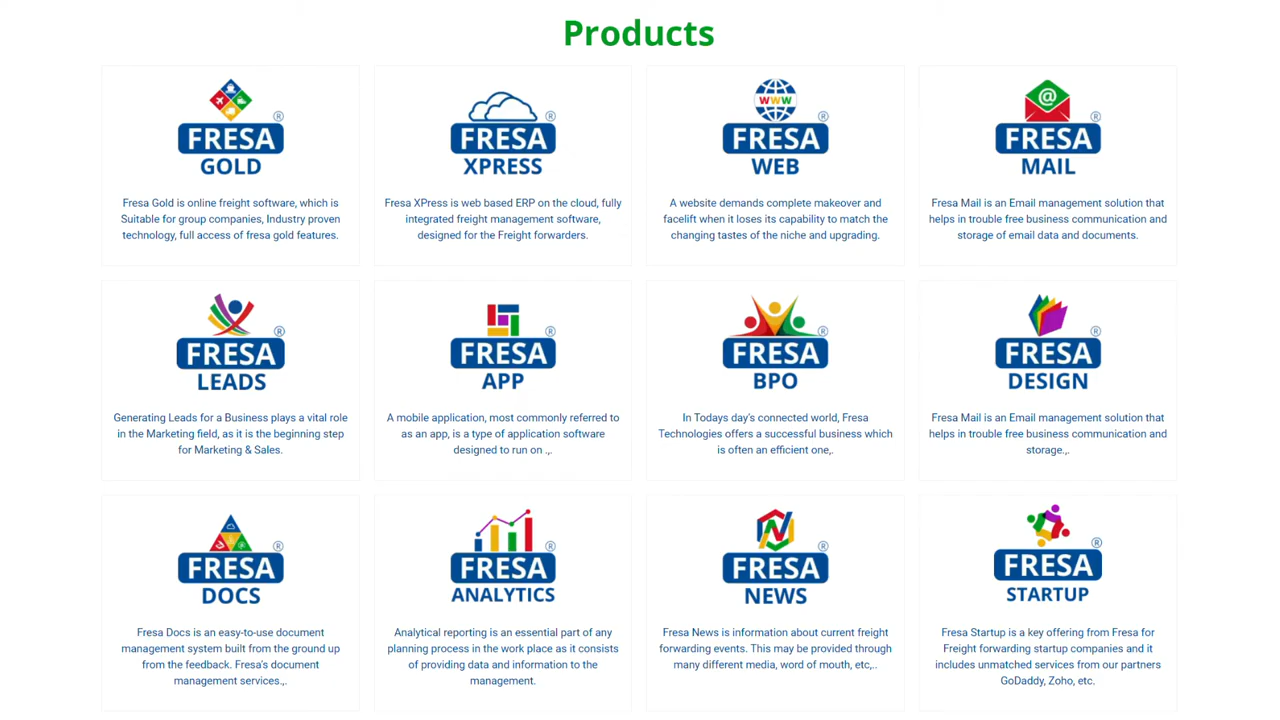 Products
®
FRESA
GOLD
Fresa Gold is online freight software, which is
Suitable for group companies, Industry proven
technology, full access of fresa gold features.
®
FRESA
XPRESS
Fresa XPress is web based ERP on the cloud, fully
integrated freight management software,
designed for the Freight forwarders.
WWW
®
FRESA
WEB
A website demands complete makeover and
facelift when it loses its capability to match the
changing tastes of the niche and upgrading.
@
®
FRESA
MAIL
Fresa Mail is an Email management solution that
helps in trouble free business communication and
storage of email data and documents.
®
FRESA
LEADS
Generating Leads for a Business plays a vital role
in the Marketing field, as it is the beginning step
for Marketing & Sales.
®
FRESA
APP
A mobile application, most commonly referred to
as an app, is a type of application software
designed to run on .,.
®
FRESA
BPO
In Todays day's connected world, Fresa
Technologies offers a successful business which
is often an efficient one,.
®
FRESA
DESIGN
Fresa Mail is an Email management solution that
helps in trouble free business communication and
storage.,.
®
FRESA
DOCS
Fresa Docs is an easy-to-use document
management system built from the ground up
from the feedback. Fresa's document
management services.,.
®
FRESA
ANALYTICS
Analytical reporting is an essential part of any
planning process in the work place as it consists
of providing data and information to the
management.
®
FRESA
NEWS
Fresa News is information about current freight
forwarding events. This may be provided through
many different media, word of mouth, etc,..
®
FRESA
STARTUP
Fresa Startup is a key offering from Fresa for
Freight forwarding startup companies and it
includes unmatched services from our partners
GoDaddy, Zoho, etc.